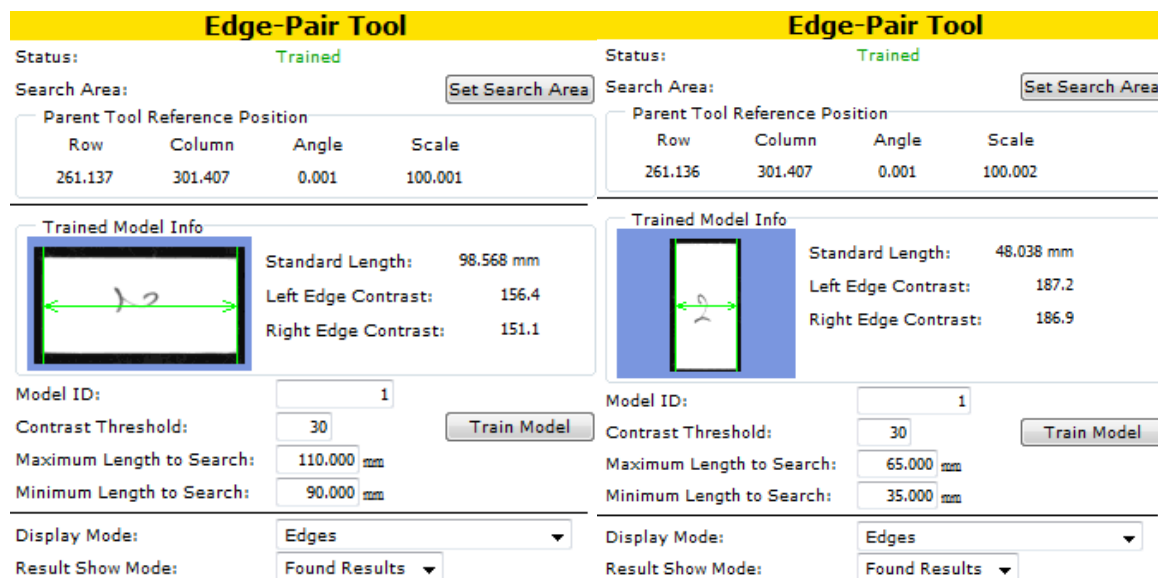 Edge-Pair Tool
Status: Trained
Search Area: Set Search Area
Parent Tool Reference Position
Row Column Angle Scale
261.137 301.407 0.001 100.001
Trained Model Info
Standard Length: 98.568 mm
Left Edge Contrast: 156.4
Right Edge Contrast: 151.1
Model ID: 1
Contrast Threshold: 30 Train Model
Maximum Length to Search: 110.000 mm
Minimum Length to Search: 90.000 mm
Display Mode: Edges
Result Show Mode: Found Results
Edge-Pair Tool
Status: Trained
Search Area: Set Search Area
Parent Tool Reference Position
Row Column Angle Scale
261.136 301.407 0.001 100.002
Trained Model Info
2
Standard Length: 48.038 mm
Left Edge Contrast: 187.2
Right Edge Contrast: 186.9
Model ID: 1
Contrast Threshold: 30 Train Model
Maximum Length to Search: 65.000 mm
Minimum Length to Search: 35.000 mm
Display Mode: Edges
Result Show Mode: Found Results